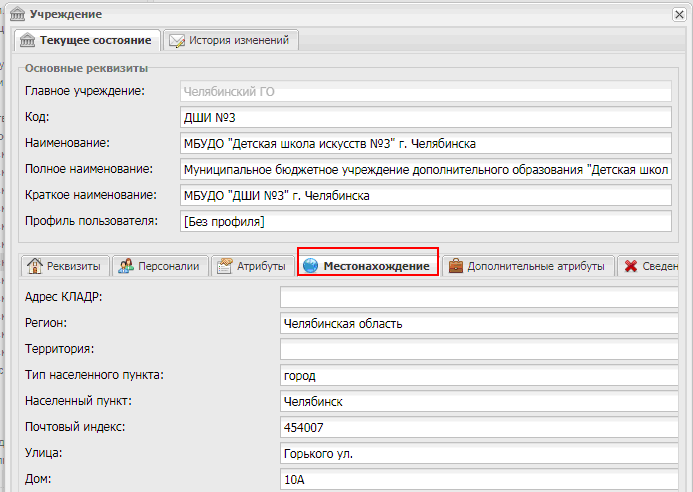 Учреждение
Текущее состояние
История изменений
Основные реквизиты
Главное учреждение: Челябинский ГО
Код: ДШИ №3
Наименование: МБУДО "Детская школа искусств №3" г. Челябинска
Полное наименование: Муниципальное бюджетное учреждение дополнительного образования "Детская школ
Краткое наименование: МБУДО "ДШИ №3" г. Челябинска
Профиль пользователя: [Без профиля]
Реквизиты
Персоналии
Атрибуты
Местонахождение
Дополнительные атрибуты
Сведен
Адрес КЛАДР:
Регион: Челябинская область
Территория:
Тип населенного пункта: город
Населенный пункт: Челябинск
Почтовый индекс: 454007
Улица: Горького ул.
Дом: 10А